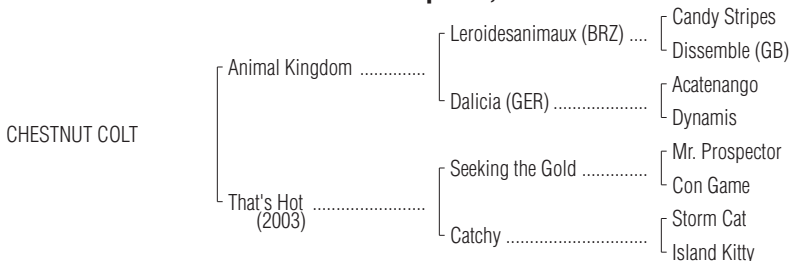 Candy Stripes
Leroidesanimaux (BRZ) ....
Dissemble (GB)
Animal Kingdom ..............
Acatenango
Dalicia (GER) ....................
Dynamis
CHESTNUT COLT
Mr. Prospector
Seeking the Gold ..............
Con Game
That's Hot ........................
(2003)
Storm Cat
Catchy ..............................
Island Kitty